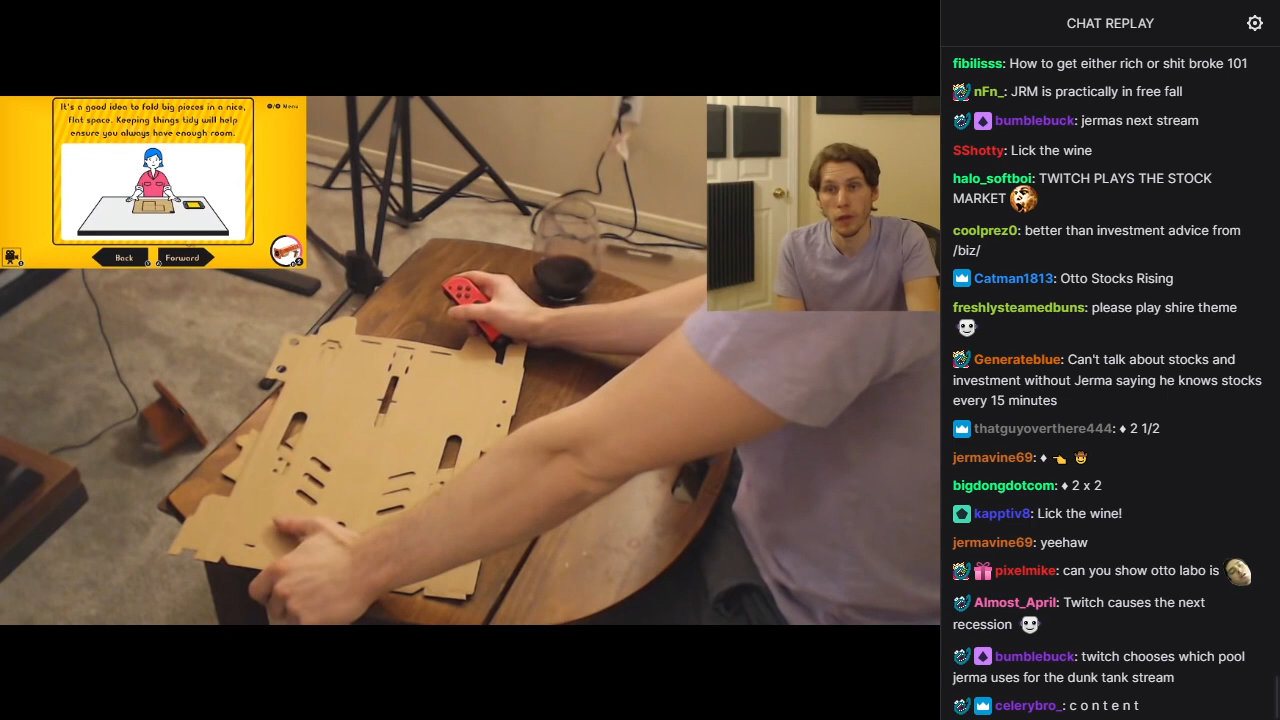 It's a good idea to fold big pieces in a nice,
flat space. Keeping things tidy will help
ensure you always have enough room.
Menu
Back
Forward
CHAT REPLAY
fibilisss: How to get either rich or shit broke 101
nFn_: JRM is practically in free fall
bumblebuck: jermas next stream
SShotty: Lick the wine
halo_softboi: TWITCH PLAYS THE STOCK
MARKET
coolprez0: better than investment advice from
/biz/
Catman1813: Otto Stocks Rising
freshlysteamedbuns: please play shire theme
Generateblue: Can't talk about stocks and
investment without Jerma saying he knows stocks
every 15 minutes
thatguyoverthere444: ♦ 2 1/2
jermavine69: ♦ 👈 🤠
bigdongdotcom: ♦ 2 x 2
kapptiv8: Lick the wine!
jermavine69: yeehaw
pixelmike: can you show otto labo is
Almost_April: Twitch causes the next
recession
bumblebuck: twitch chooses which pool
jerma uses for the dunk tank stream
celerybro_: c o n t e n t